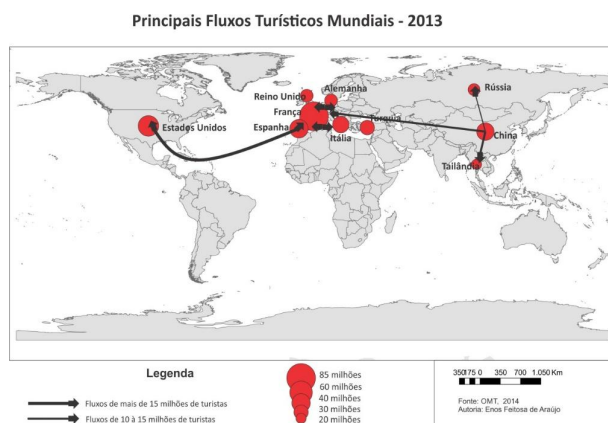 Principais Fluxos Turísticos Mundiais - 2013
Rússia
Alemanha
Reino Unido
França
Turquia
Estados Unidos
Espanha
China
Itália
Tailândia
Legenda
Fluxos de mais de 15 milhões de turistas
Fluxos de 10 à 15 milhões de turistas
85 milhões
60 milhões
40 milhões
30 milhões
20 milhões
350 175 0 350 700 1.050 Km
Fonte: OMT, 2014
Autoria: Enos Feitosa de Araújo